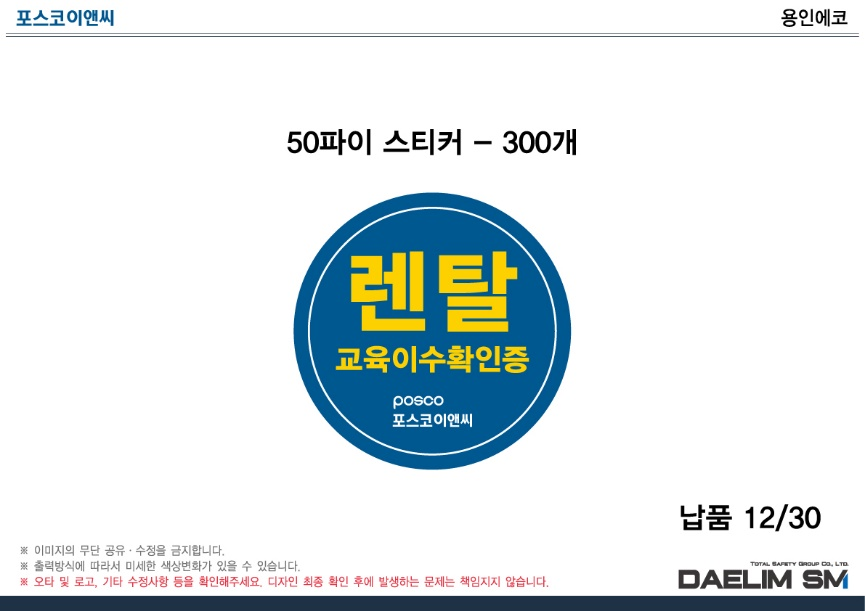 포스코이앤씨
용인에코
50파이 스티커 – 300개
렌탈
교육이수확인증
posco
포스코이앤씨
납품 12/30
※ 이미지의 무단 공유 · 수정을 금지합니다.
※ 출력방식에 따라서 미세한 색상변화가 있을 수 있습니다.
※ 오타 및 로고, 기타 수정사항 등을 확인해주세요. 디자인 최종 확인 후에 발생하는 문제는 책임지지 않습니다.
TOTAL SAFETY GROUP CO., LTD.
DAELIM SM